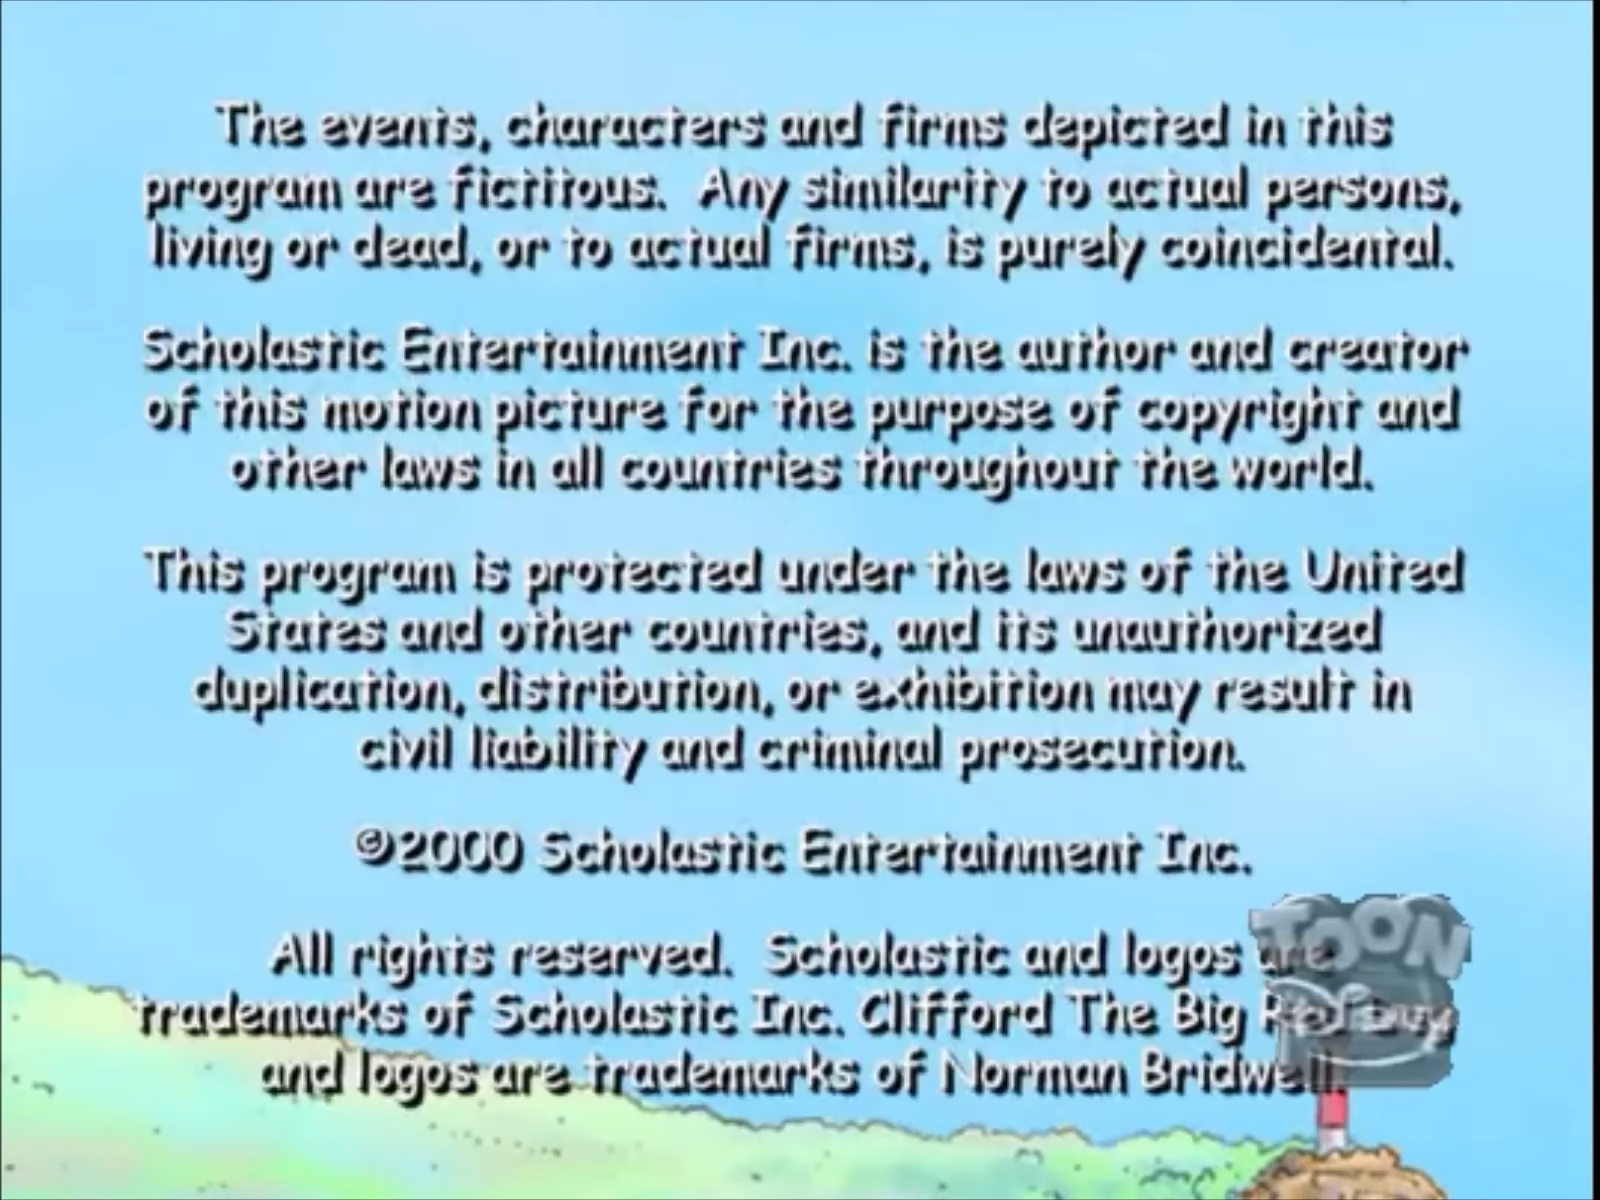 The events, characters and firms depicted in this
program are fictitous. Any similarity to actual persons,
living or dead, or to actual firms, is purely coincidental.
Scholastic Entertainment Inc. is the author and creator
of this motion picture for the purpose of copyright and
other laws in all countries throughout the world.
This program is protected under the laws of the United
States and other countries, and its unauthorized
duplication, distribution, or exhibition may result in
civil liability and criminal prosecution.
©2000 Scholastic Entertainment Inc.
All rights reserved. Scholastic and logos are
trademarks of Scholastic Inc. Clifford The Big Red
and logos are trademarks of Norman Bridwell.
TOON
Disney